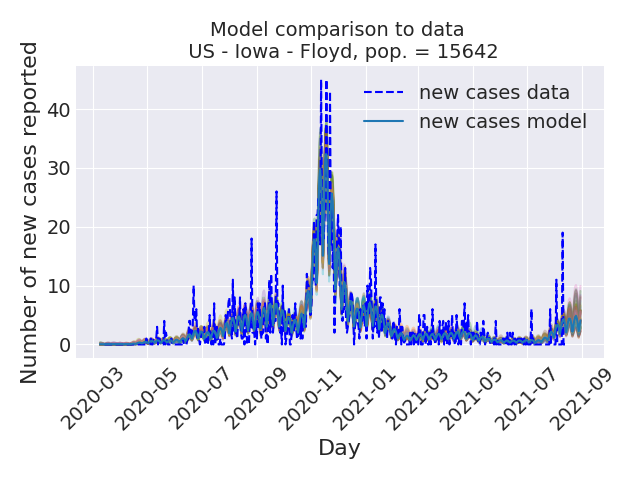 Model comparison to data
US - Iowa - Floyd, pop. = 15642
Number of new cases reported
40
30
20
10
0
new cases data
new cases model
2020-03
2020-05
2020-07
2020-09
2020-11
2021-01
2021-03
2021-05
2021-07
2021-09
Day